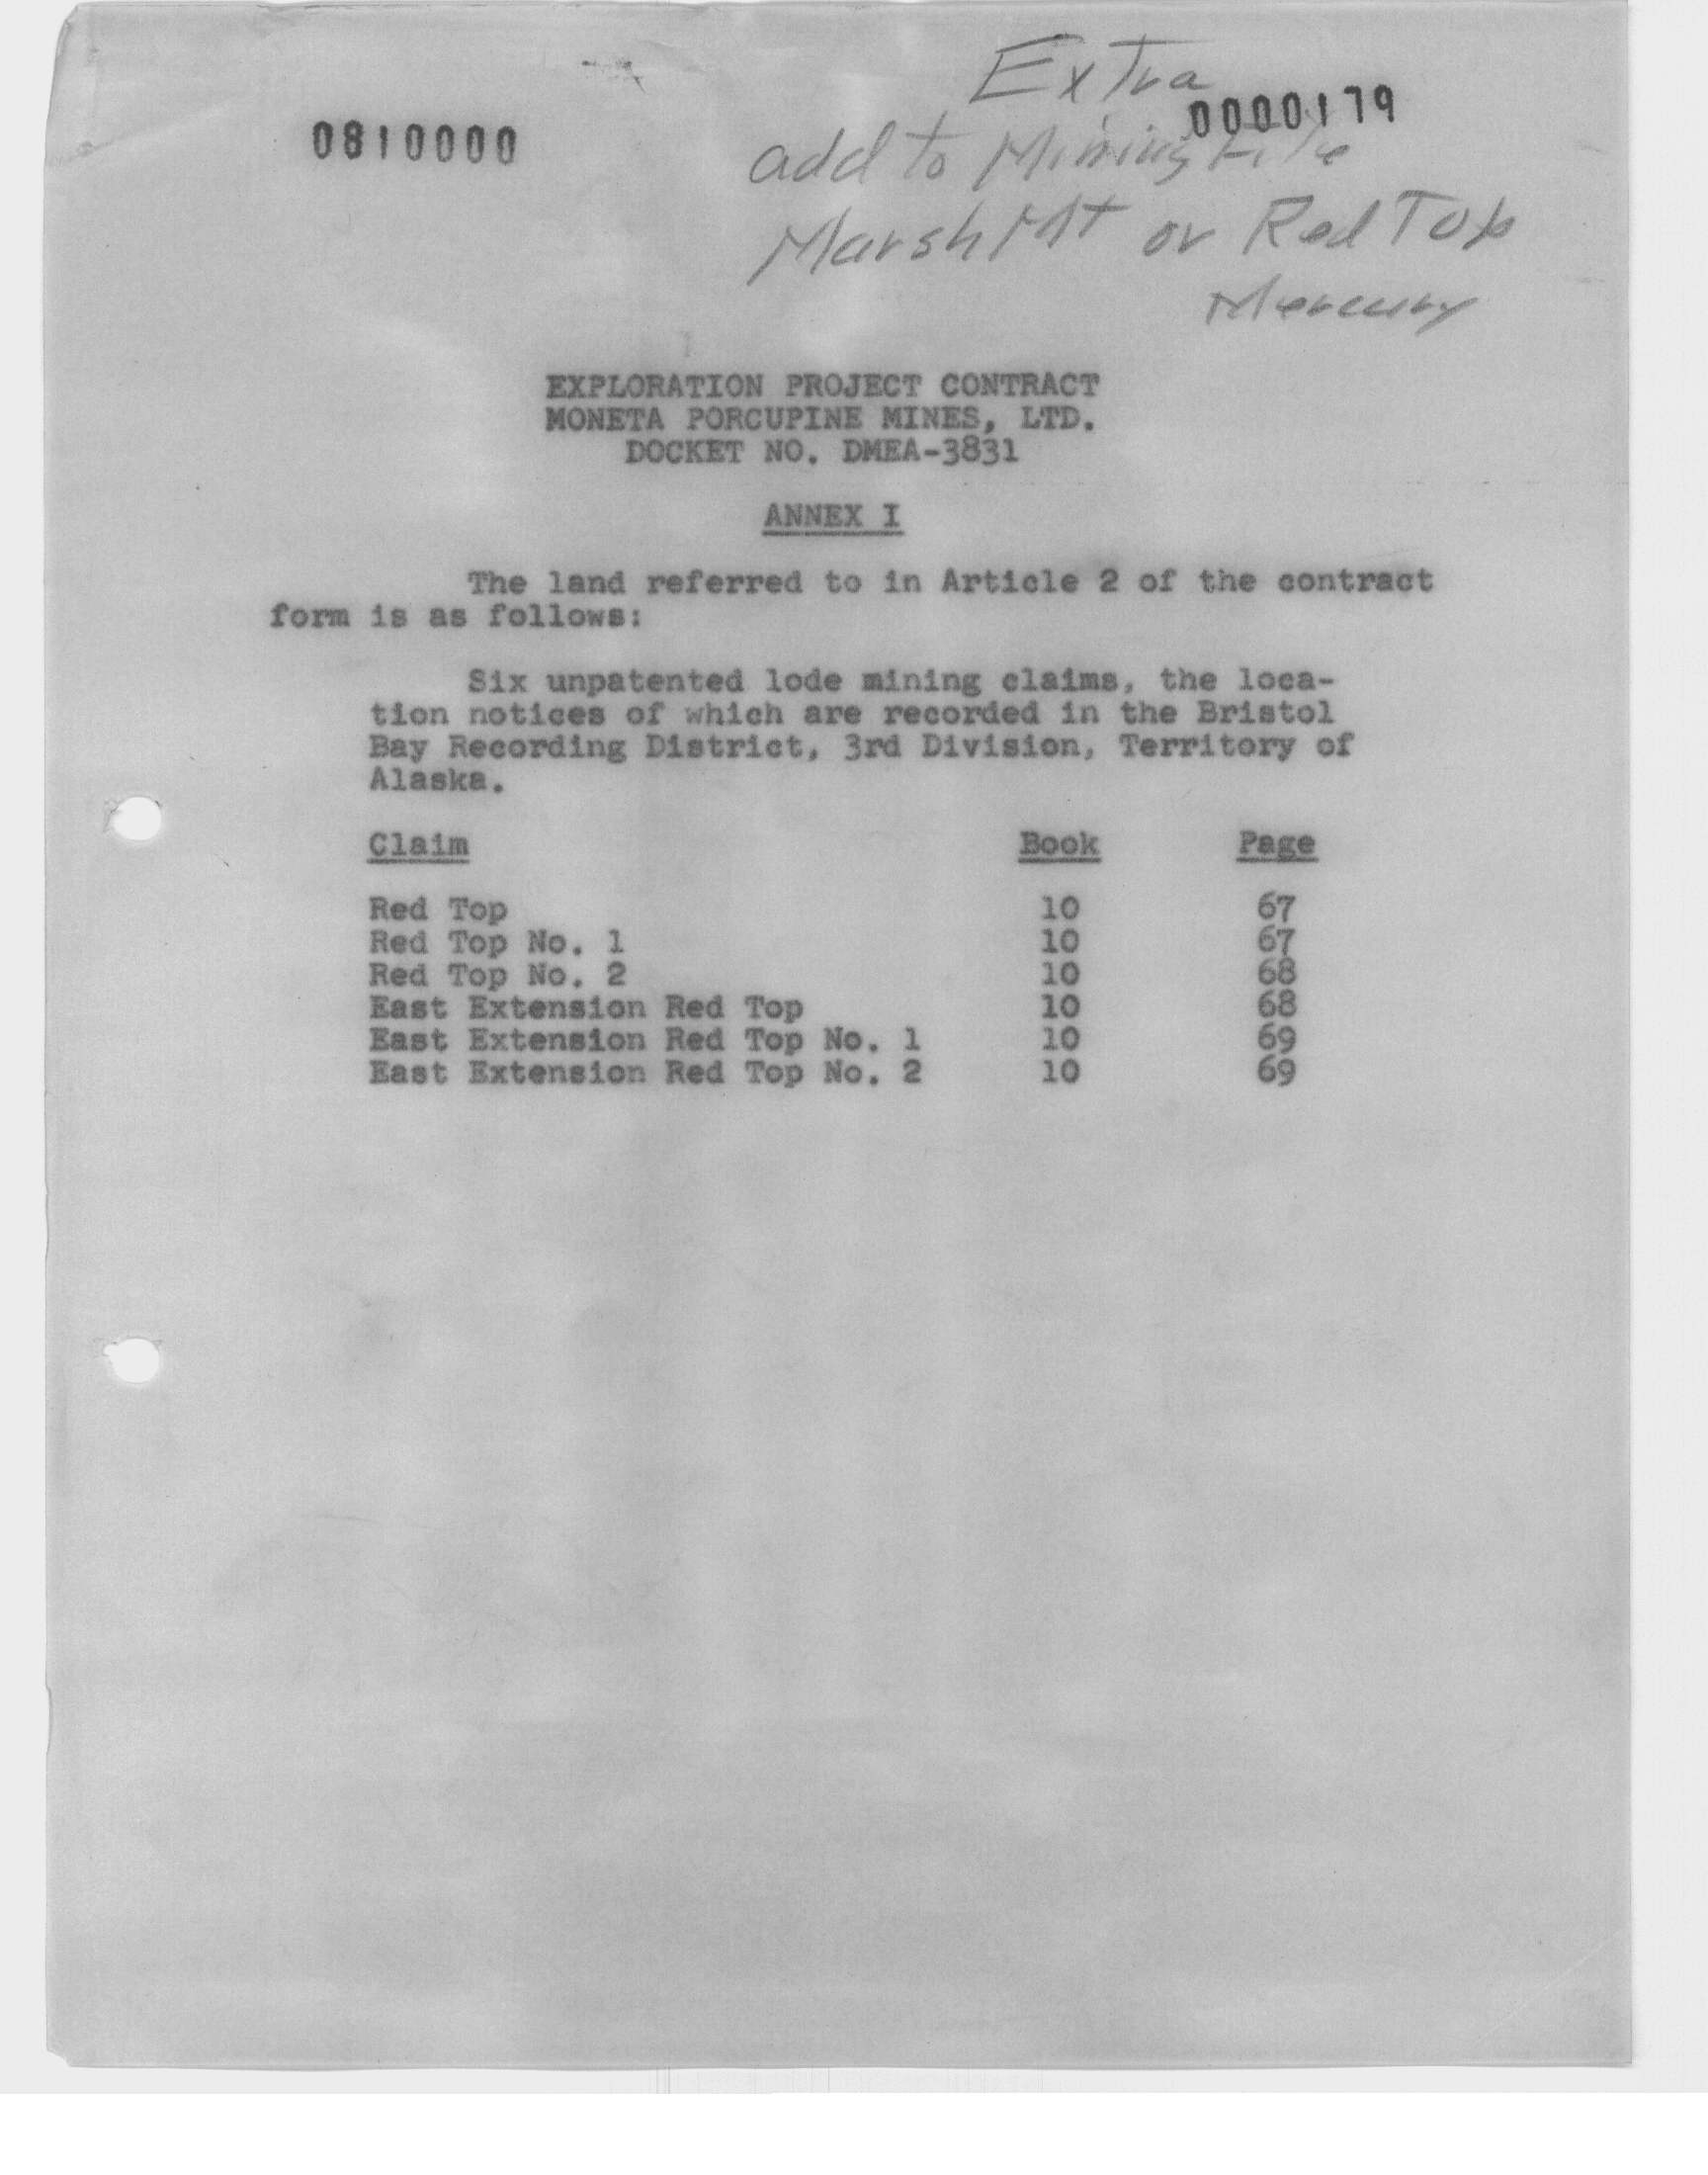 Extra
0810000 0000179
add to Mining File
Marsh Mt or Red Top
Mercury
EXPLORATION PROJECT CONTRACT
MONETA PORCUPINE MINES, LTD.
DOCKET NO. DMEA-3831
ANNEX I
The land referred to in Article 2 of the contract
form is as follows:
Six unpatented lode mining claims, the loca-
tion notices of which are recorded in the Bristol
Bay Recording District, 3rd Division, Territory of
Alaska.
Claim Book Page
Red Top 10 67
Red Top No. 1 10 67
Red Top No. 2 10 68
East Extension Red Top 10 68
East Extension Red Top No. 1 10 69
East Extension Red Top No. 2 10 69